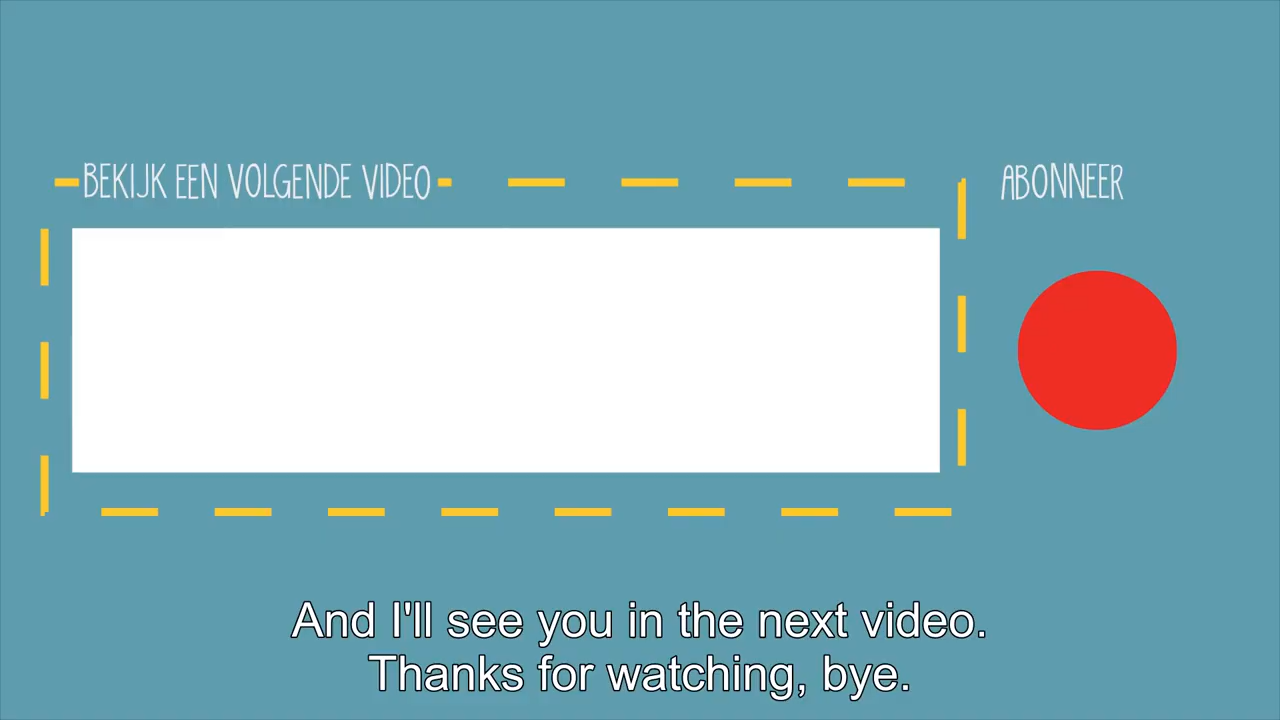 BEKIJK EEN VOLGENDE VIDEO
ABONNEER
And I'll see you in the next video.
Thanks for watching, bye.